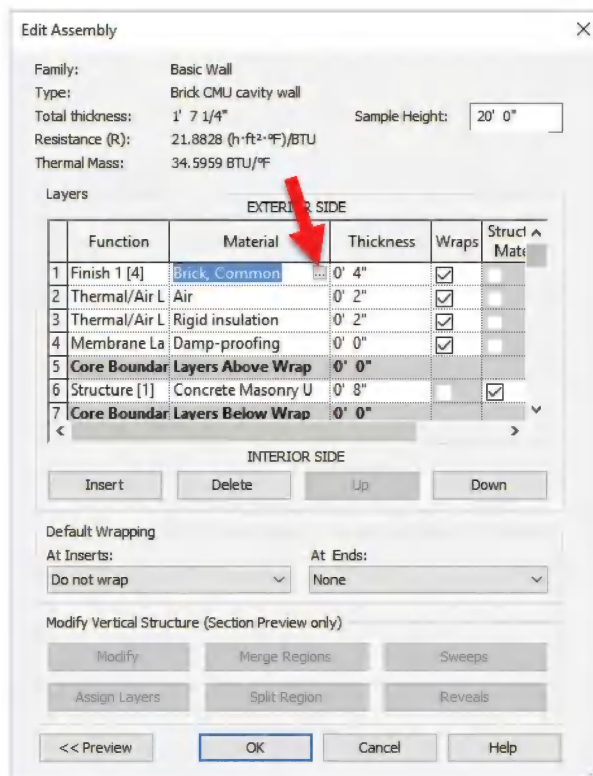 Edit Assembly
Family: Basic Wall
Type: Brick CMU cavity wall
Total thickness: 1' 7 1/4" Sample Height: 20' 0"
Resistance (R): 21.8828 (h·ft²·°F)/BTU
Thermal Mass: 34.5959 BTU/°F
Layers
EXTERIOR SIDE
Function Material Thickness Wraps Struct Mate
1 Finish 1 [4] Brick, Common ... 0' 4"
2 Thermal/Air L Air 0' 2"
3 Thermal/Air L Rigid insulation 0' 2"
4 Membrane La Damp-proofing 0' 0"
5 Core Boundar Layers Above Wrap 0' 0"
6 Structure [1] Concrete Masonry U 0' 8"
7 Core Boundar Layers Below Wrap 0' 0"
INTERIOR SIDE
Insert Delete Up Down
Default Wrapping
At Inserts: At Ends:
Do not wrap None
Modify Vertical Structure (Section Preview only)
Modify Merge Regions Sweeps
Assign Layers Split Region Reveals
<< Preview OK Cancel Help